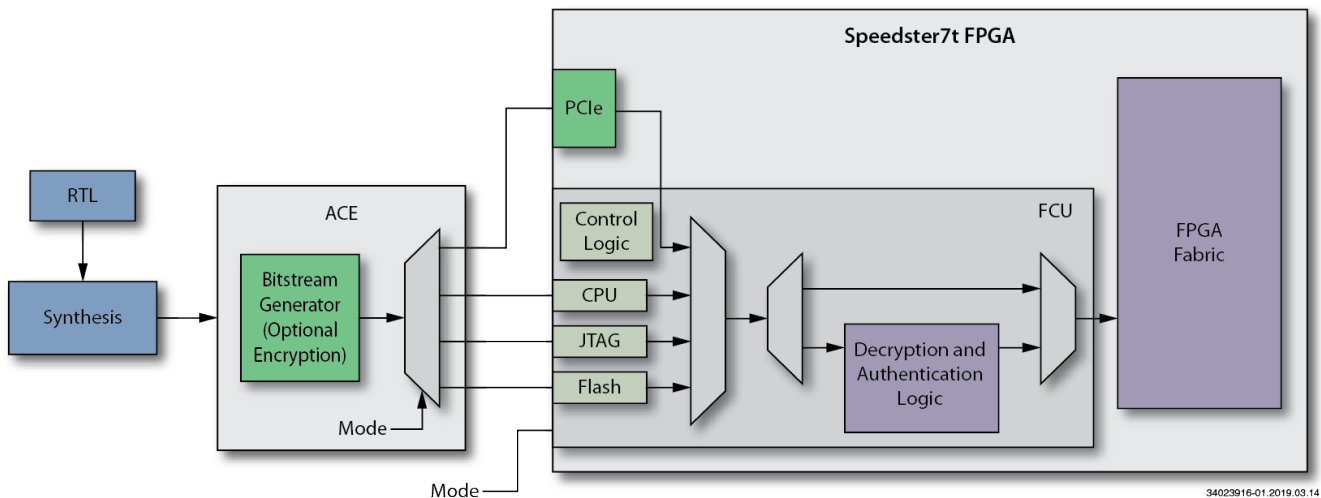 Speedster7t FPGA
PCIe
RTL
ACE
FCU
Control
Logic
FPGA
Fabric
Bitstream
Generator
(Optional
Encryption)
CPU
Synthesis
JTAG
Decryption and
Authentication
Logic
Flash
Mode
Mode
34023916-01.2019.03.14